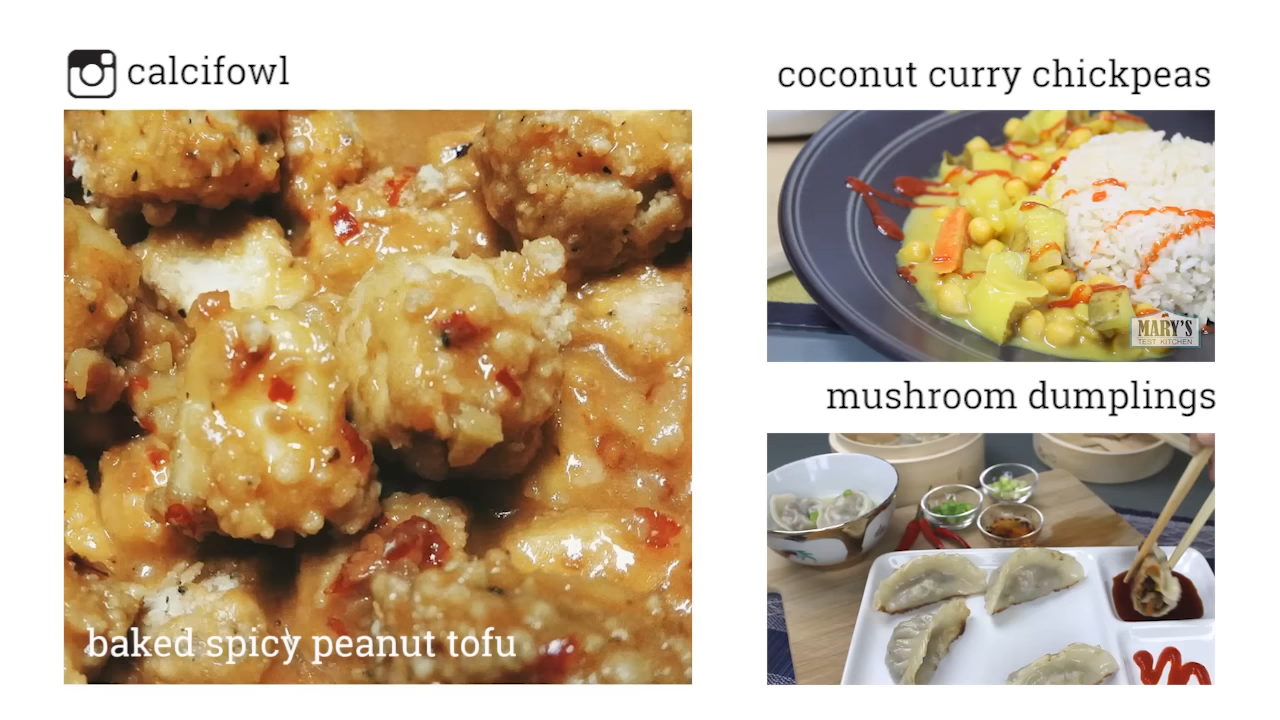 calcifowl
baked spicy peanut tofu
coconut curry chickpeas
MARY'S
TEST KITCHEN
mushroom dumplings